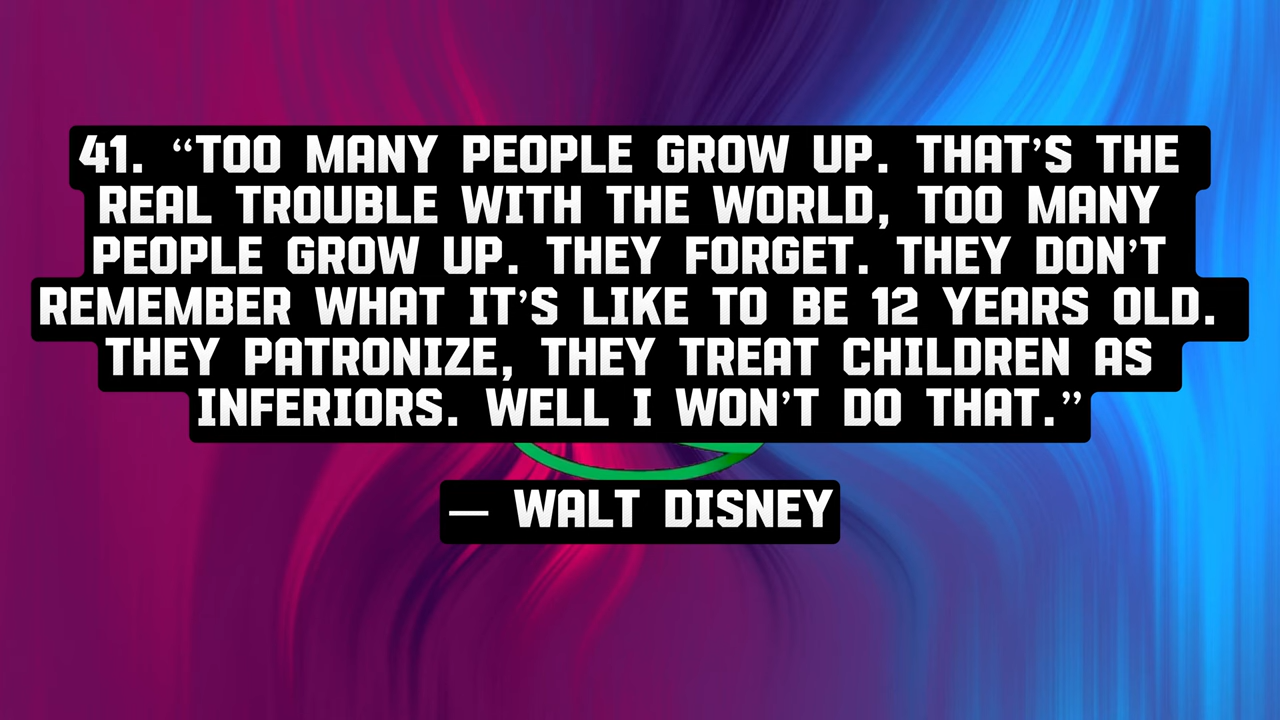 41. “TOO MANY PEOPLE GROW UP. THAT’S THE
REAL TROUBLE WITH THE WORLD, TOO MANY
PEOPLE GROW UP. THEY FORGET. THEY DON’T
REMEMBER WHAT IT’S LIKE TO BE 12 YEARS OLD.
THEY PATRONIZE, THEY TREAT CHILDREN AS
INFERIORS. WELL I WON’T DO THAT.”
— WALT DISNEY